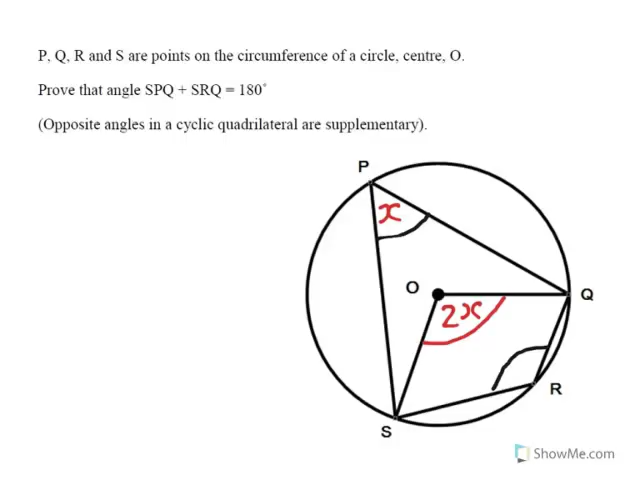 P, Q, R and S are points on the circumference of a circle, centre, O.
Prove that angle SPQ + SRQ = 180°
(Opposite angles in a cyclic quadrilateral are supplementary).
P
x
O
Q
2x
R
S
ShowMe.com